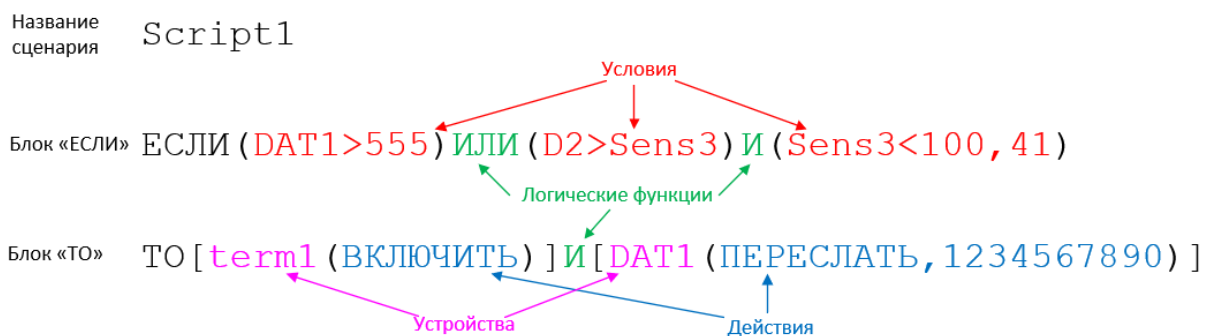 Название
сценария
Script1
Условия
Блок «ЕСЛИ» ЕСЛИ(DAT1>555)ИЛИ(D2>Sens3)И(Sens3<100,41)
Логические функции
Блок «ТО» ТО[term1(ВКЛЮЧИТЬ)]И[DAT1(ПЕРЕСЛАТЬ,1234567890)]
Устройства
Действия